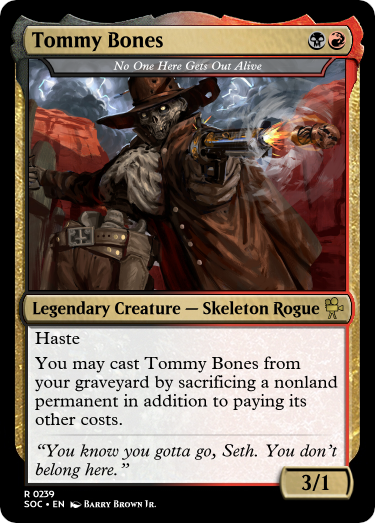 Tommy Bones
No One Here Gets Out Alive
Legendary Creature — Skeleton Rogue
Haste
You may cast Tommy Bones from
your graveyard by sacrificing a nonland
permanent in addition to paying its
other costs.
“You know you gotta go, Seth. You don’t
belong here.”
3/1
R 0239
SOC • EN Barry Brown Jr.